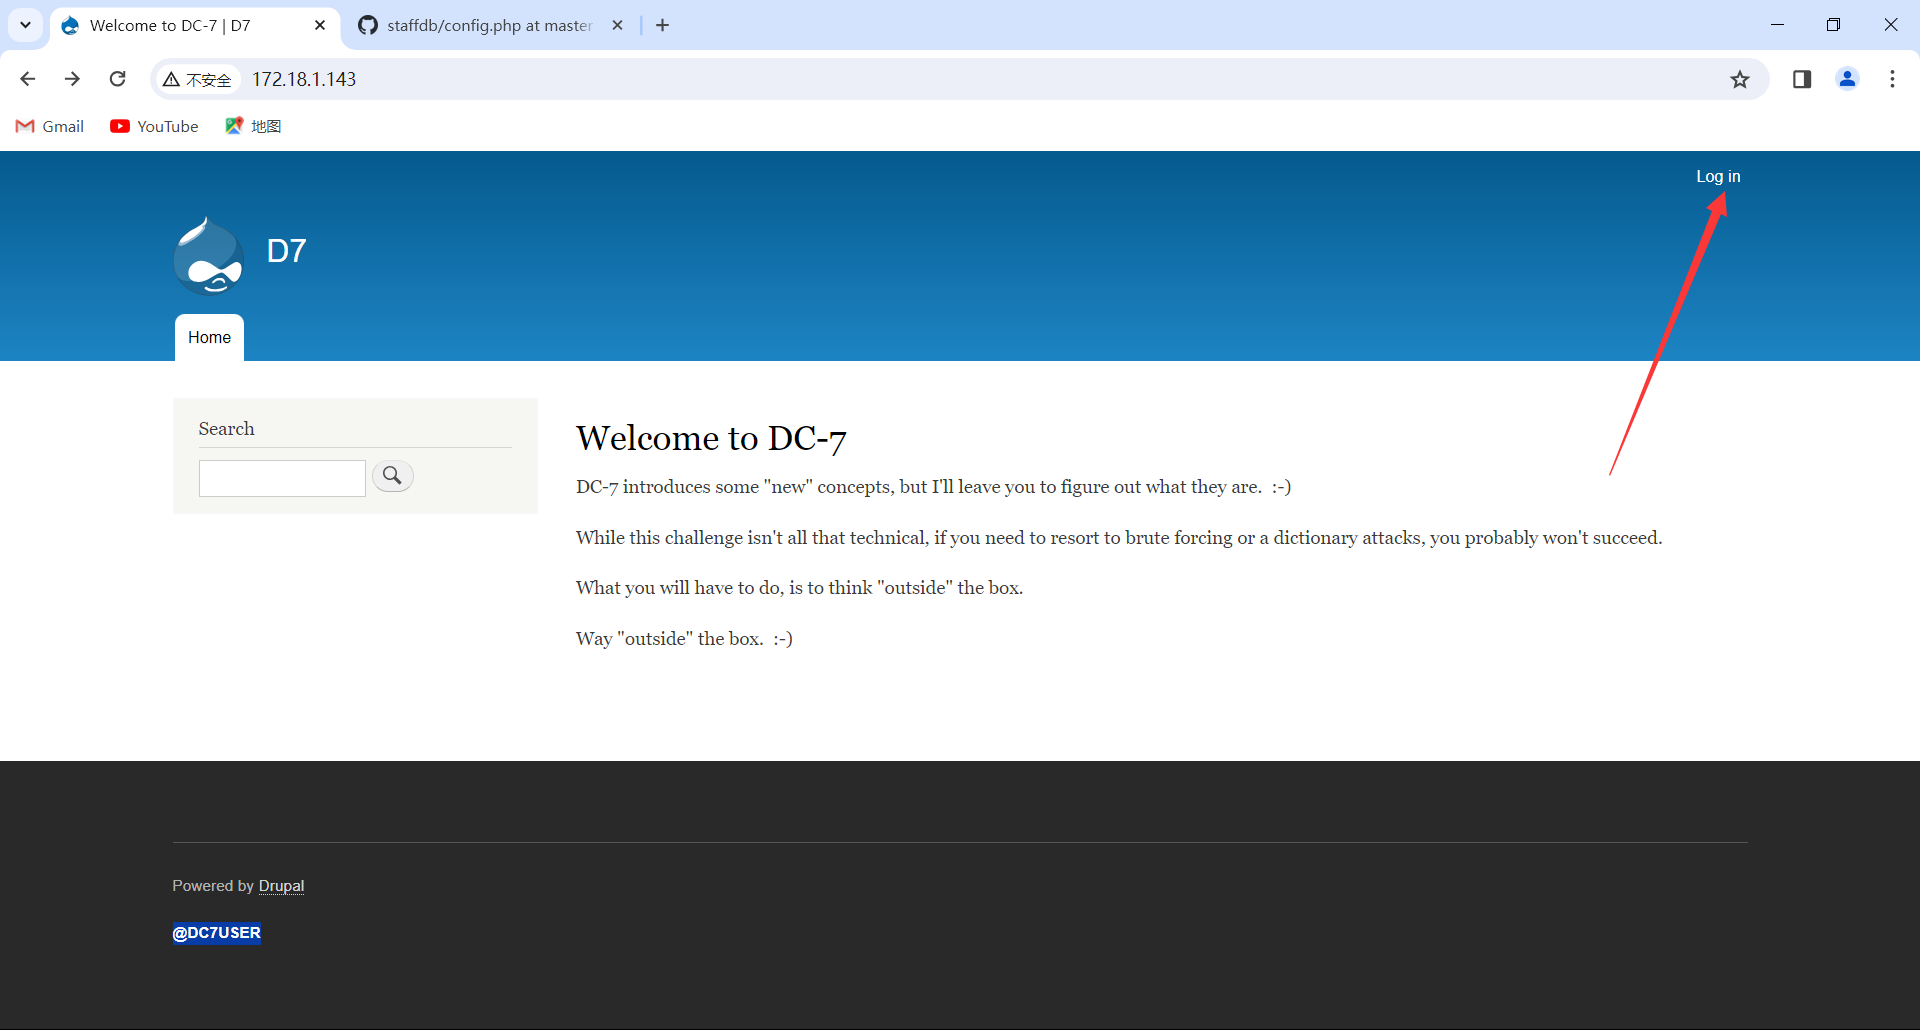 Welcome to DC-7 | D7
staffdb/config.php at master
不安全
172.18.1.143
Gmail
YouTube
地图
Log in
D7
Home
Search
Welcome to DC-7
DC-7 introduces some "new" concepts, but I'll leave you to figure out what they are.  :-)
While this challenge isn't all that technical, if you need to resort to brute forcing or a dictionary attacks, you probably won't succeed.
What you will have to do, is to think "outside" the box.
Way "outside" the box.  :-)
Powered by Drupal
@DC7USER